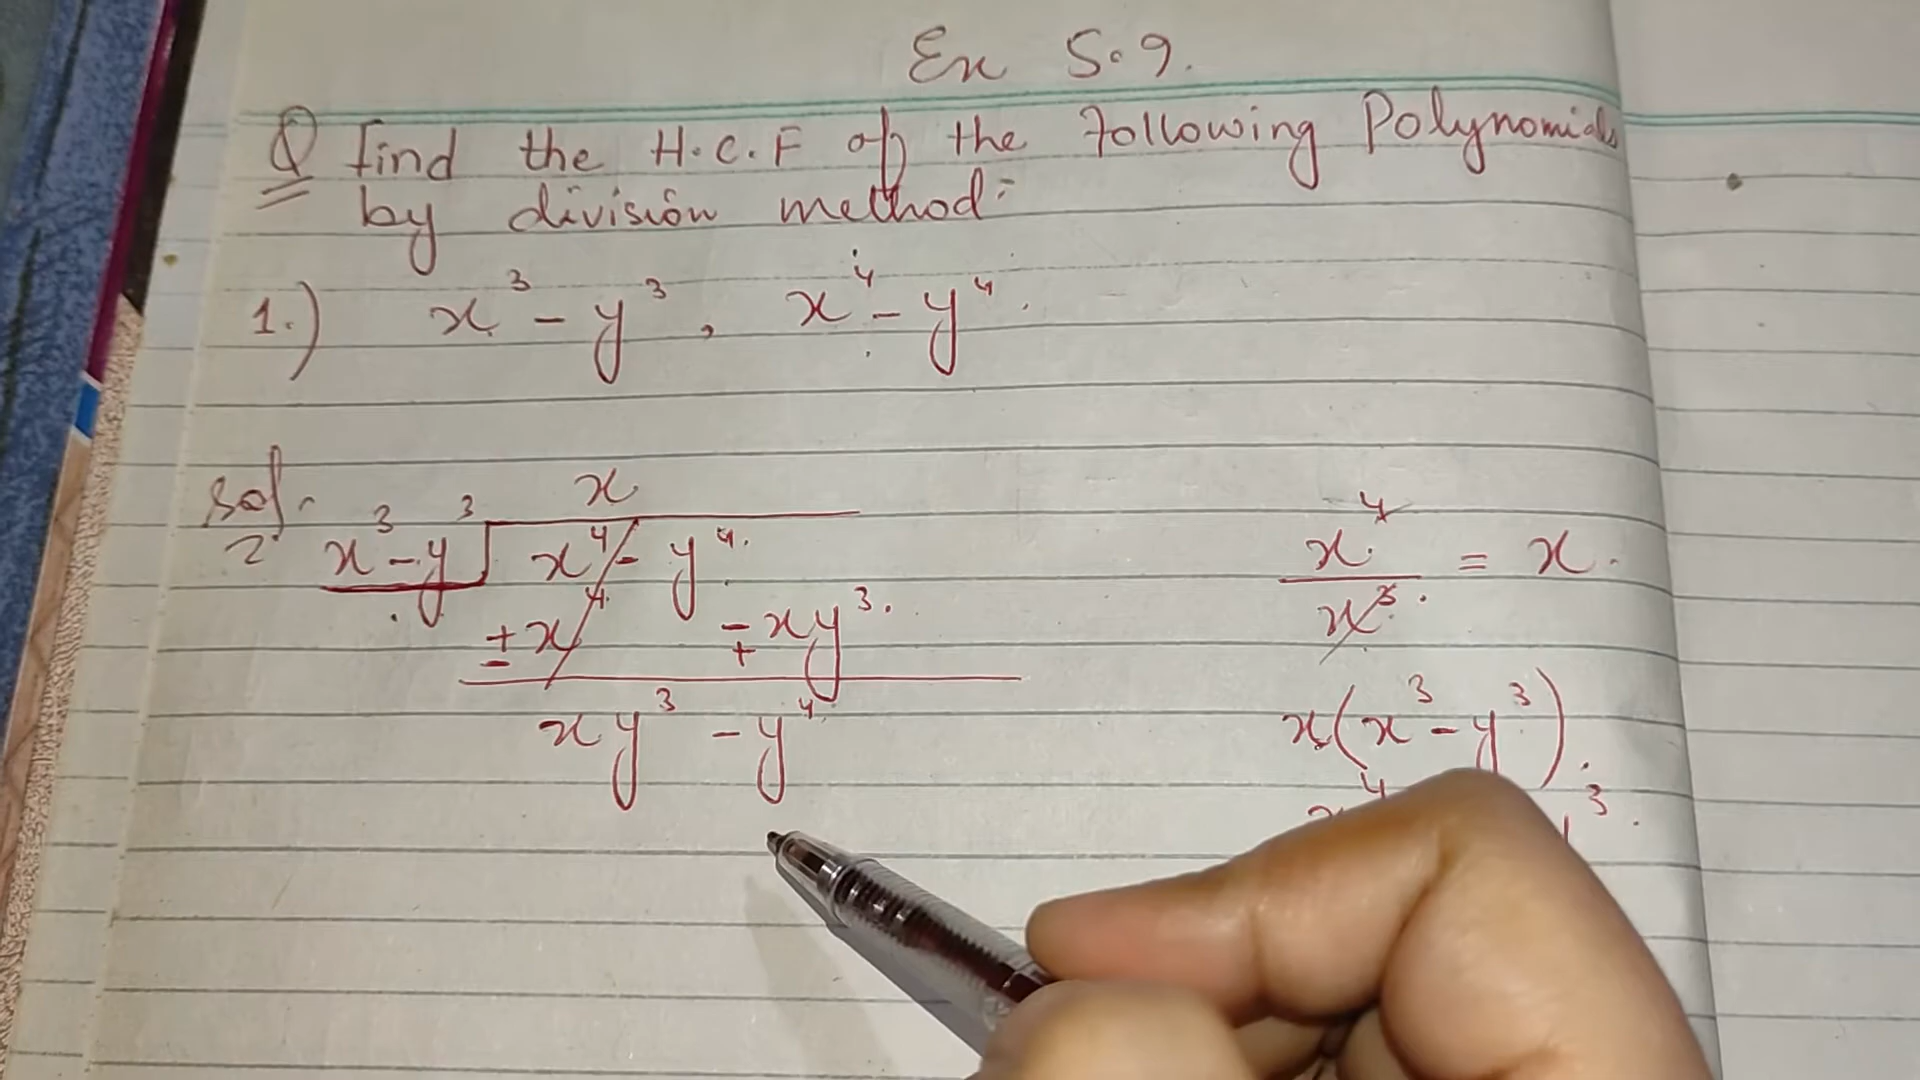 Ex 5.9.
Q Find the H.C.F of the following Polynomials
by division method:-
1.) x³ - y³, x⁴ - y⁴.
Sol:-
x
x³ - y³ x⁴ - y⁴.
± x⁴ ∓ xy³.
xy³ - y⁴
x⁴ / x³ = x.
x(x³ - y³).